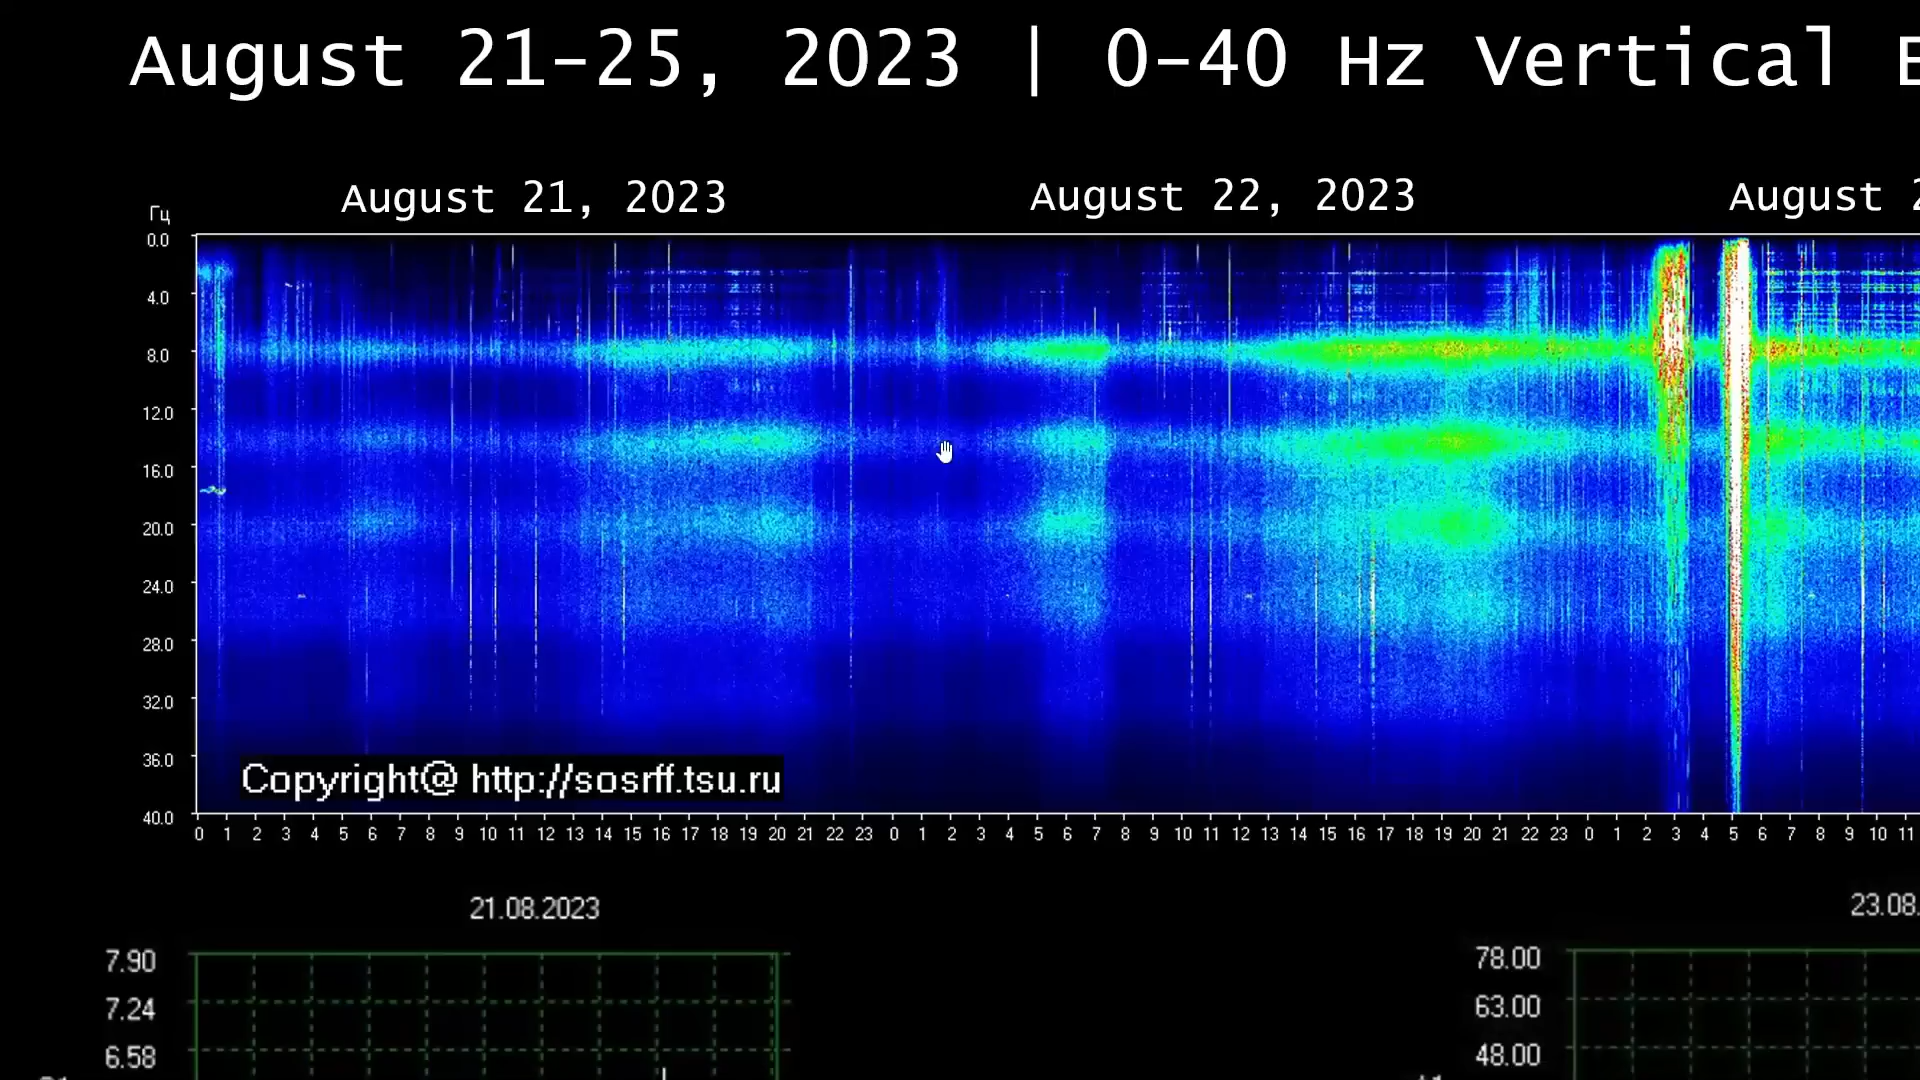 August 21-25, 2023 | 0-40 Hz Vertical
August 21, 2023
August 22, 2023
August
Гц
0.0
4.0
8.0
12.0
16.0
20.0
24.0
28.0
32.0
36.0
40.0
Copyright@ http://sosrff.tsu.ru
0 1 2 3 4 5 6 7 8 9 10 11 12 13 14 15 16 17 18 19 20 21 22 23 0 1 2 3 4 5 6 7 8 9 10 11 12 13 14 15 16 17 18 19 20 21 22 23 0 1 2 3 4 5 6 7 8 9 10 11
21.08.2023
23.08.
7.90
7.24
6.58
78.00
63.00
48.00